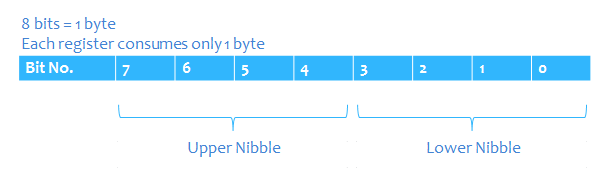 8 bits = 1 byte
Each register consumes only 1 byte
Bit No. 7 6 5 4 3 2 1 0
Upper Nibble Lower Nibble